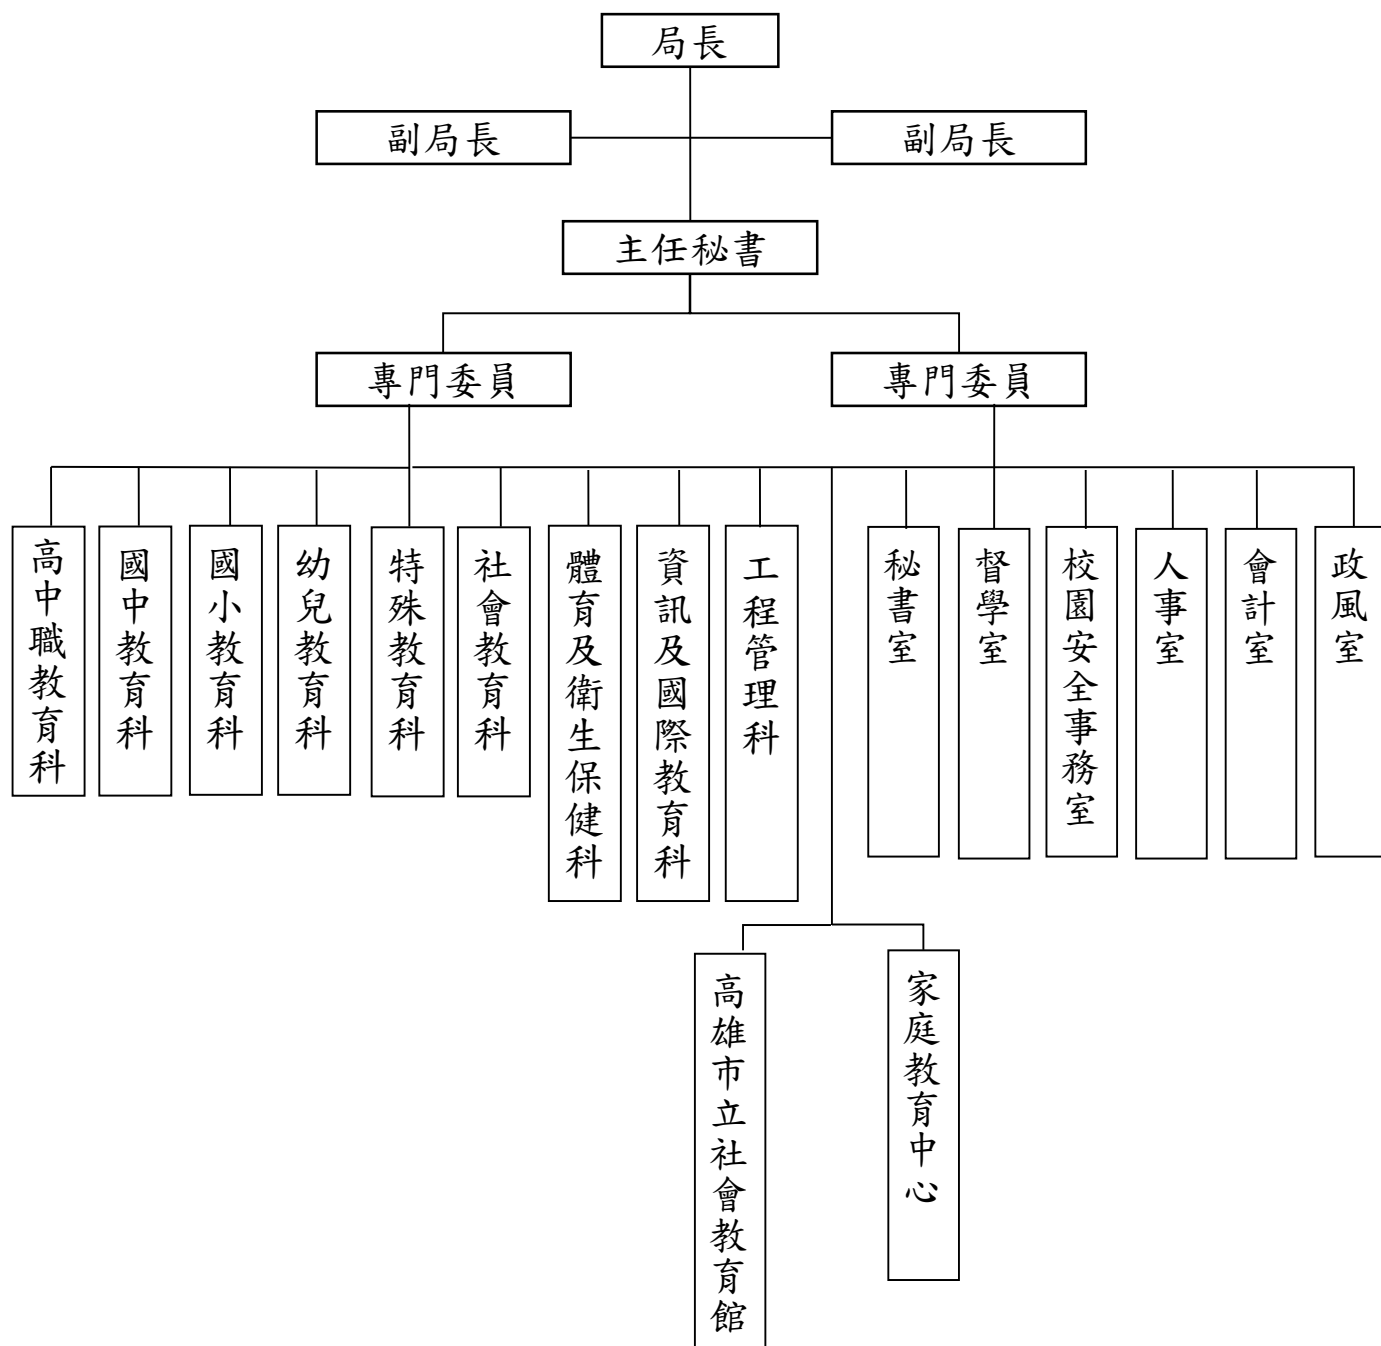 局長
副局長
副局長
主任秘書
專門委員
專門委員
高中職教育科
國中教育科
國小教育科
幼兒教育科
特殊教育科
社會教育科
體育及衛生保健科
資訊及國際教育科
工程管理科
秘書室
督學室
校園安全事務室
人事室
會計室
政風室
高雄市立社會教育館
家庭教育中心